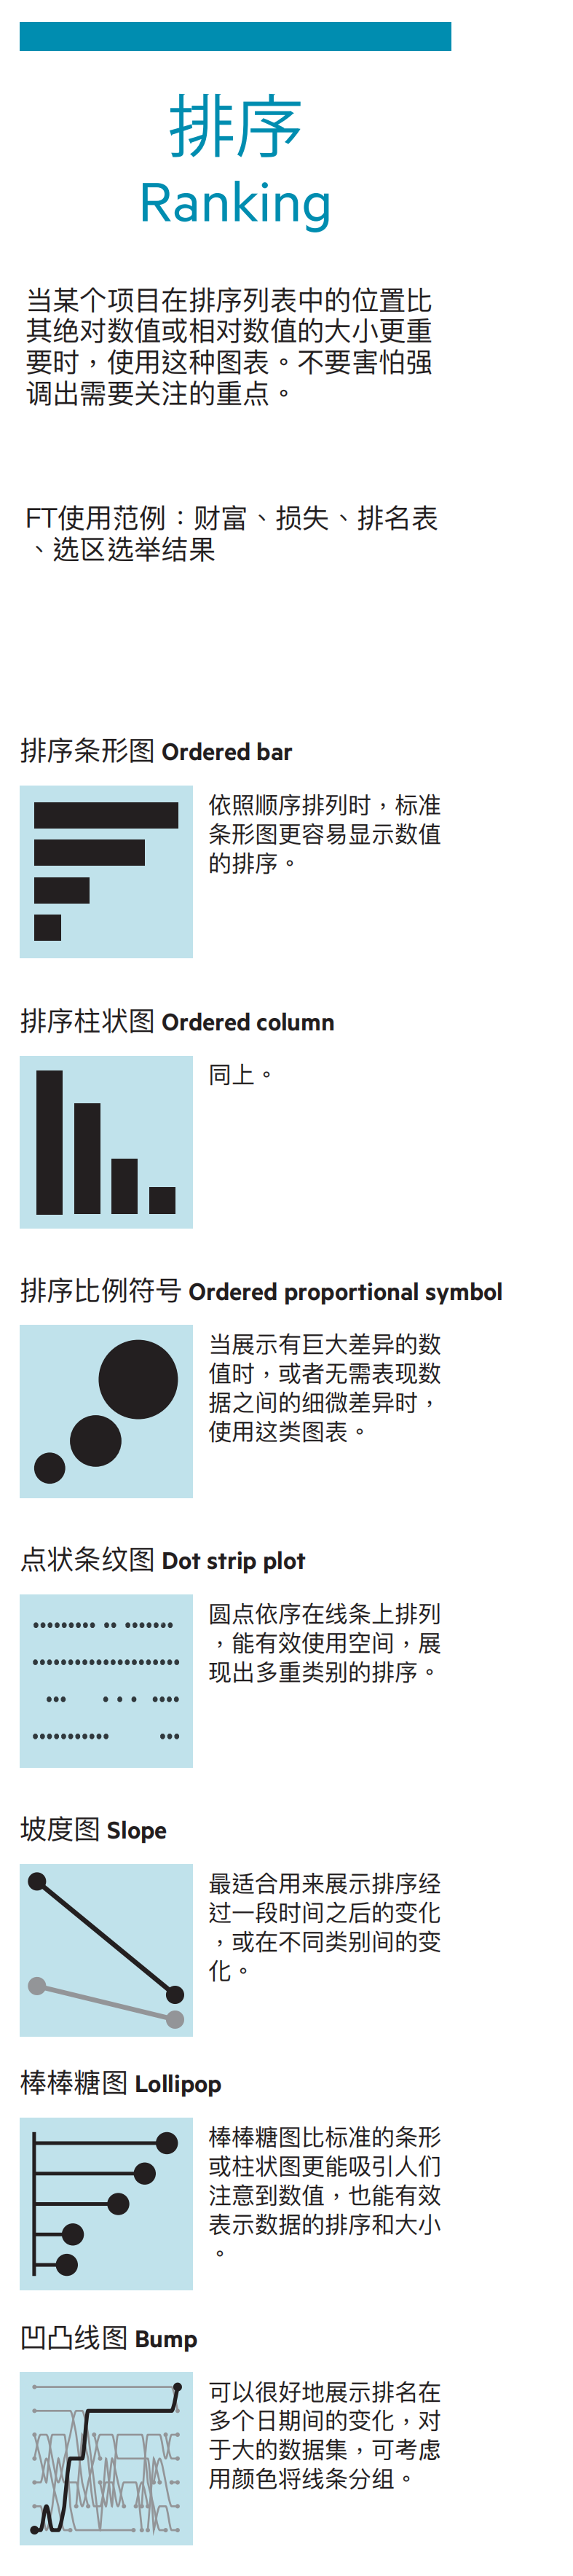 排序
Ranking
当某个项目在排序列表中的位置比
其绝对数值或相对数值的大小更重
要时，使用这种图表。不要害怕强
调出需要关注的重点。
FT使用范例：财富、损失、排名表
、选区选举结果
排序条形图 Ordered bar
依照顺序排列时，标准
条形图更容易显示数值
的排序。
排序柱状图 Ordered column
同上。
排序比例符号 Ordered proportional symbol
当展示有巨大差异的数
值时，或者无需表现数
据之间的细微差异时，
使用这类图表。
点状条纹图 Dot strip plot
圆点依序在线条上排列
，能有效使用空间，展
现出多重类别的排序。
坡度图 Slope
最适合用来展示排序经
过一段时间之后的变化
，或在不同类别间的变
化。
棒棒糖图 Lollipop
棒棒糖图比标准的条形
或柱状图更能吸引人们
注意到数值，也能有效
表示数据的排序和大小
。
凹凸线图 Bump
可以很好地展示排名在
多个日期间的变化，对
于大的数据集，可考虑
用颜色将线条分组。